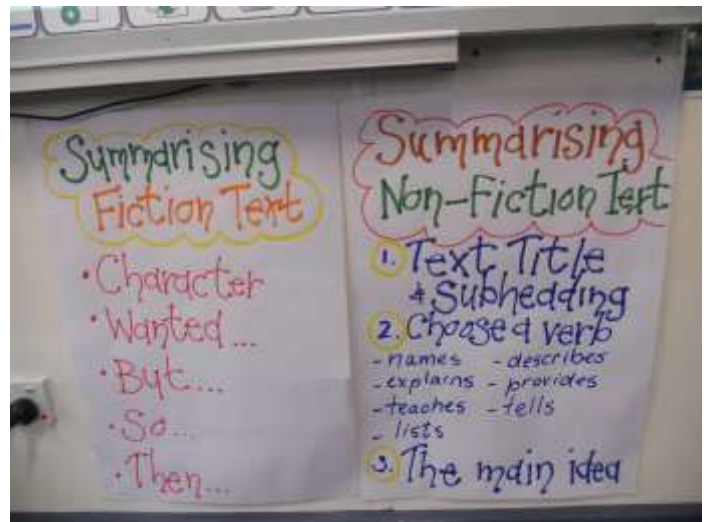 Summarising
Fiction Text
• Character
• Wanted...
• But....
• So...
• Then...
Summarising
Non-Fiction Text
1. Text Title
& Subhedding
2. Choose a verb
- names - describes
- explains - provides
- teaches - tells
- lists
3. The main idea